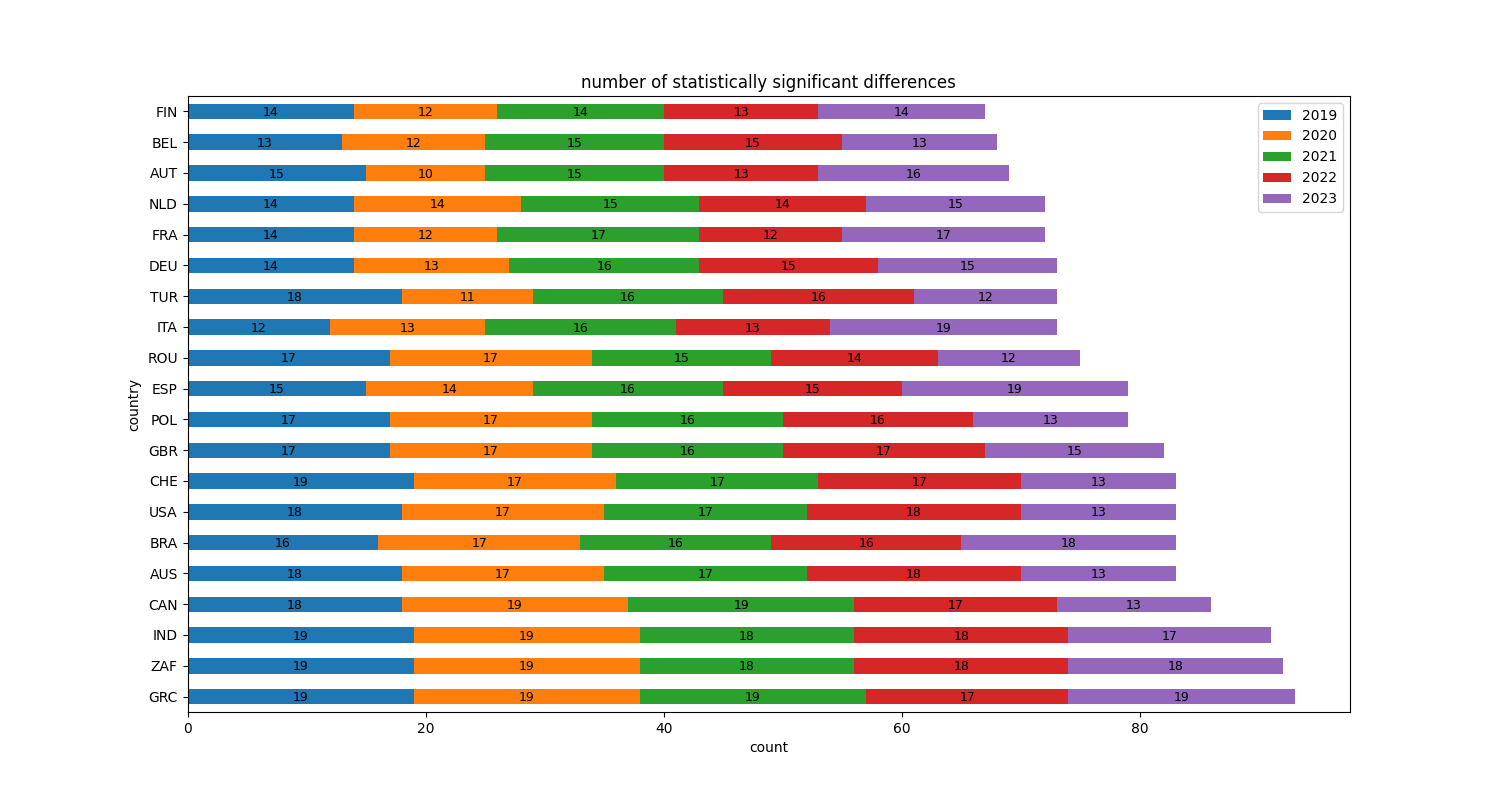 number of statistically significant differences
FIN 14 12 14 13 14
BEL 13 12 15 15 13
AUT 15 10 15 13 16
NLD 14 14 15 14 15
FRA 14 12 17 12 17
DEU 14 13 16 15 15
TUR 18 11 16 16 12
ITA 12 13 16 13 19
ROU 17 17 15 14 12
ESP 15 14 16 15 19
POL 17 17 16 16 13
GBR 17 17 16 17 15
CHE 19 17 17 17 13
USA 18 17 17 18 13
BRA 16 17 16 16 18
AUS 18 17 17 18 13
CAN 18 19 19 17 13
IND 19 19 18 18 17
ZAF 19 19 18 18 18
GRC 19 19 19 17 19
0 20 40 60 80
count
country
2019
2020
2021
2022
2023